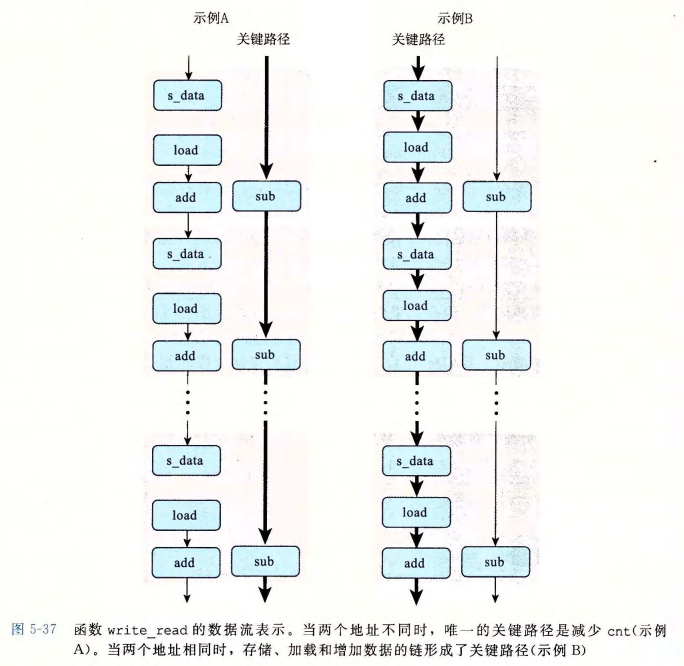 示例A 示例B
关键路径 关键路径
s_data s_data
load load
add sub add sub
s_data s_data
load load
add sub add sub
s_data s_data
load load
add sub add sub
图 5-37 函数 write_read 的数据流表示。当两个地址不同时，唯一的关键路径是减少 cnt(示例
A)。当两个地址相同时，存储、加载和增加数据的链形成了关键路径(示例 B)